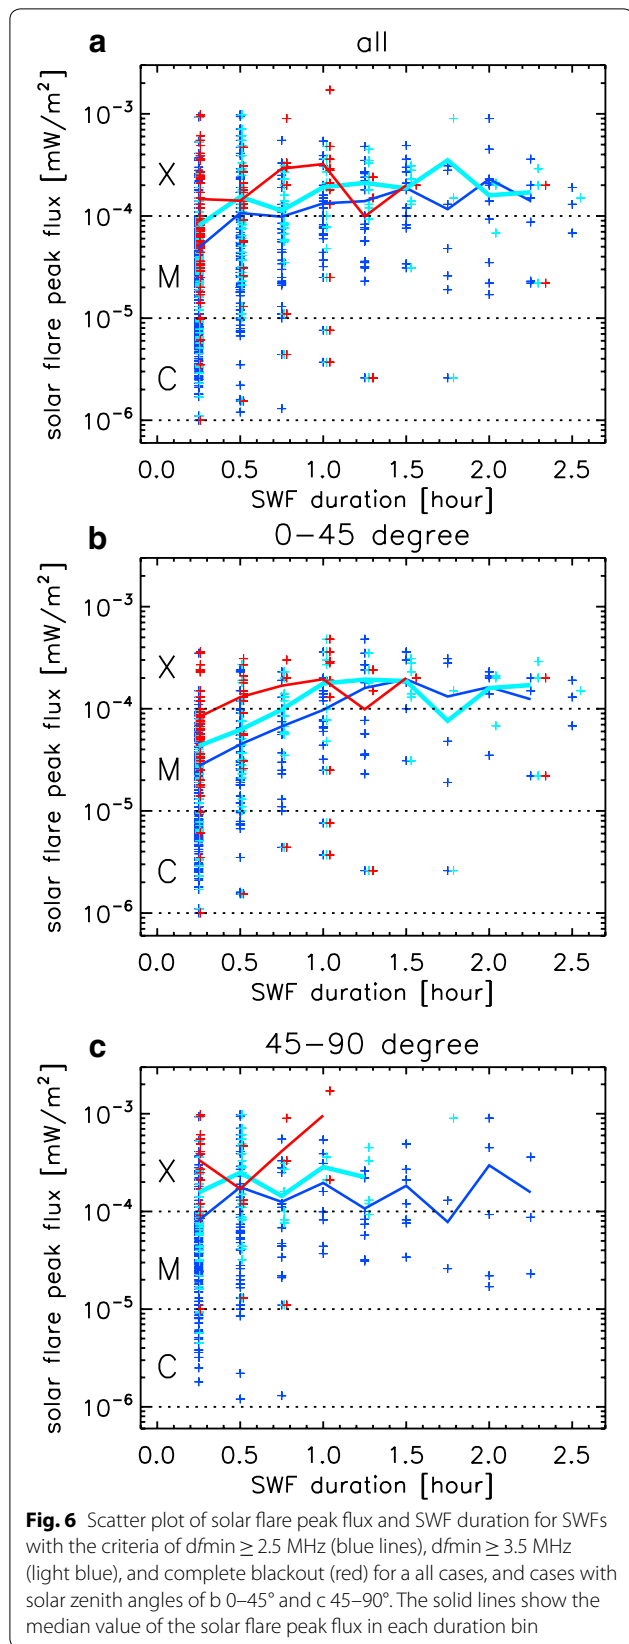 a all
solar flare peak flux [mW/m²]
10⁻³
X
10⁻⁴
M
10⁻⁵
C
10⁻⁶
0.0 0.5 1.0 1.5 2.0 2.5
SWF duration [hour]
b 0−45 degree
solar flare peak flux [mW/m²]
10⁻³
X
10⁻⁴
M
10⁻⁵
C
10⁻⁶
0.0 0.5 1.0 1.5 2.0 2.5
SWF duration [hour]
c 45−90 degree
solar flare peak flux [mW/m²]
10⁻³
X
10⁻⁴
M
10⁻⁵
C
10⁻⁶
0.0 0.5 1.0 1.5 2.0 2.5
SWF duration [hour]
Fig. 6 Scatter plot of solar flare peak flux and SWF duration for SWFs
with the criteria of dfmin ≥ 2.5 MHz (blue lines), dfmin ≥ 3.5 MHz
(light blue), and complete blackout (red) for a all cases, and cases with
solar zenith angles of b 0–45° and c 45–90°. The solid lines show the
median value of the solar flare peak flux in each duration bin